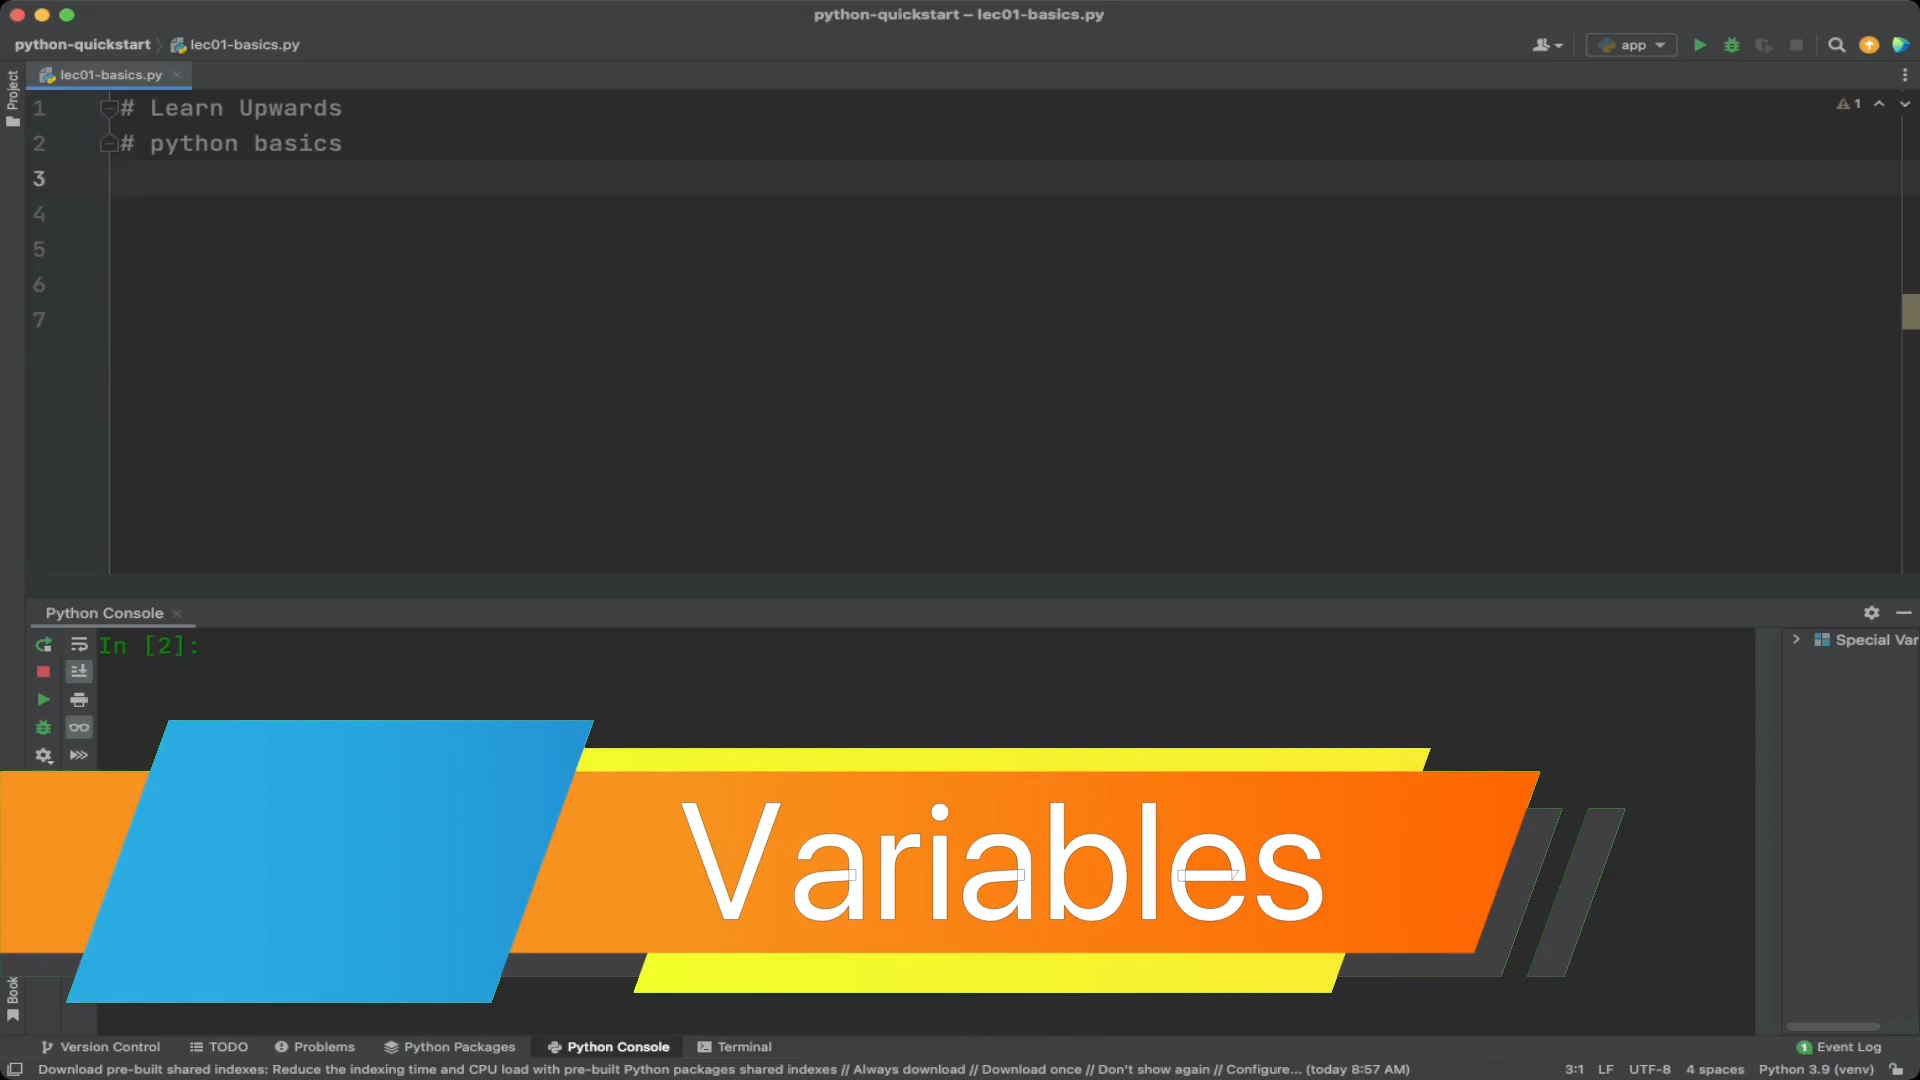 python-quickstart – lec01-basics.py
python-quickstart
lec01-basics.py
app
Project
lec01-basics.py
1 # Learn Upwards
2 # python basics
3
4
5
6
7
1
Python Console
In [2]:
Special Var
Variables
Book
Version Control
TODO
Problems
Python Packages
Python Console
Terminal
1 Event Log
Download pre-built shared indexes: Reduce the indexing time and CPU load with pre-built Python packages shared indexes // Always download // Download once // Don't show again // Configure... (today 8:57 AM)
3:1 LF UTF-8 4 spaces Python 3.9 (venv)